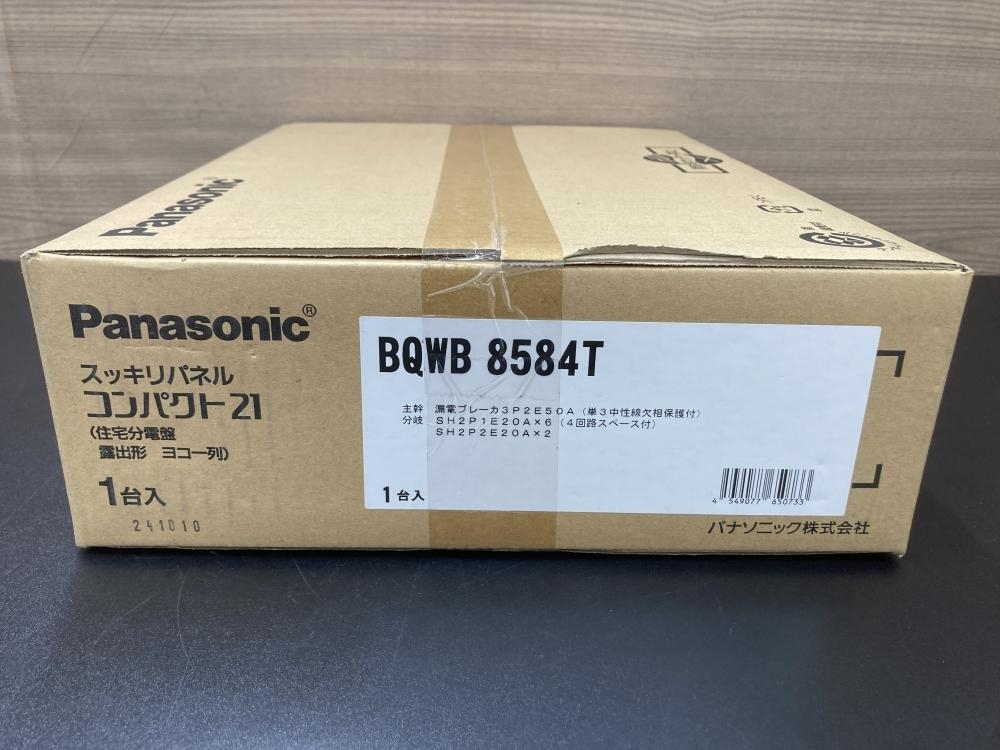 Panasonic
Panasonic®
スッキリパネル
コンパクト21
(住宅分電盤
露出形 ヨコ一列)
1台入
241010
BQWB 8584T
主幹 漏電ブレーカ3P2E50A(単3中性線欠相保護付)
分岐 SH2P1E20A×6(4回路スペース付)
SH2P2E20A×2
1台入
4 549077 650733
パナソニック株式会社